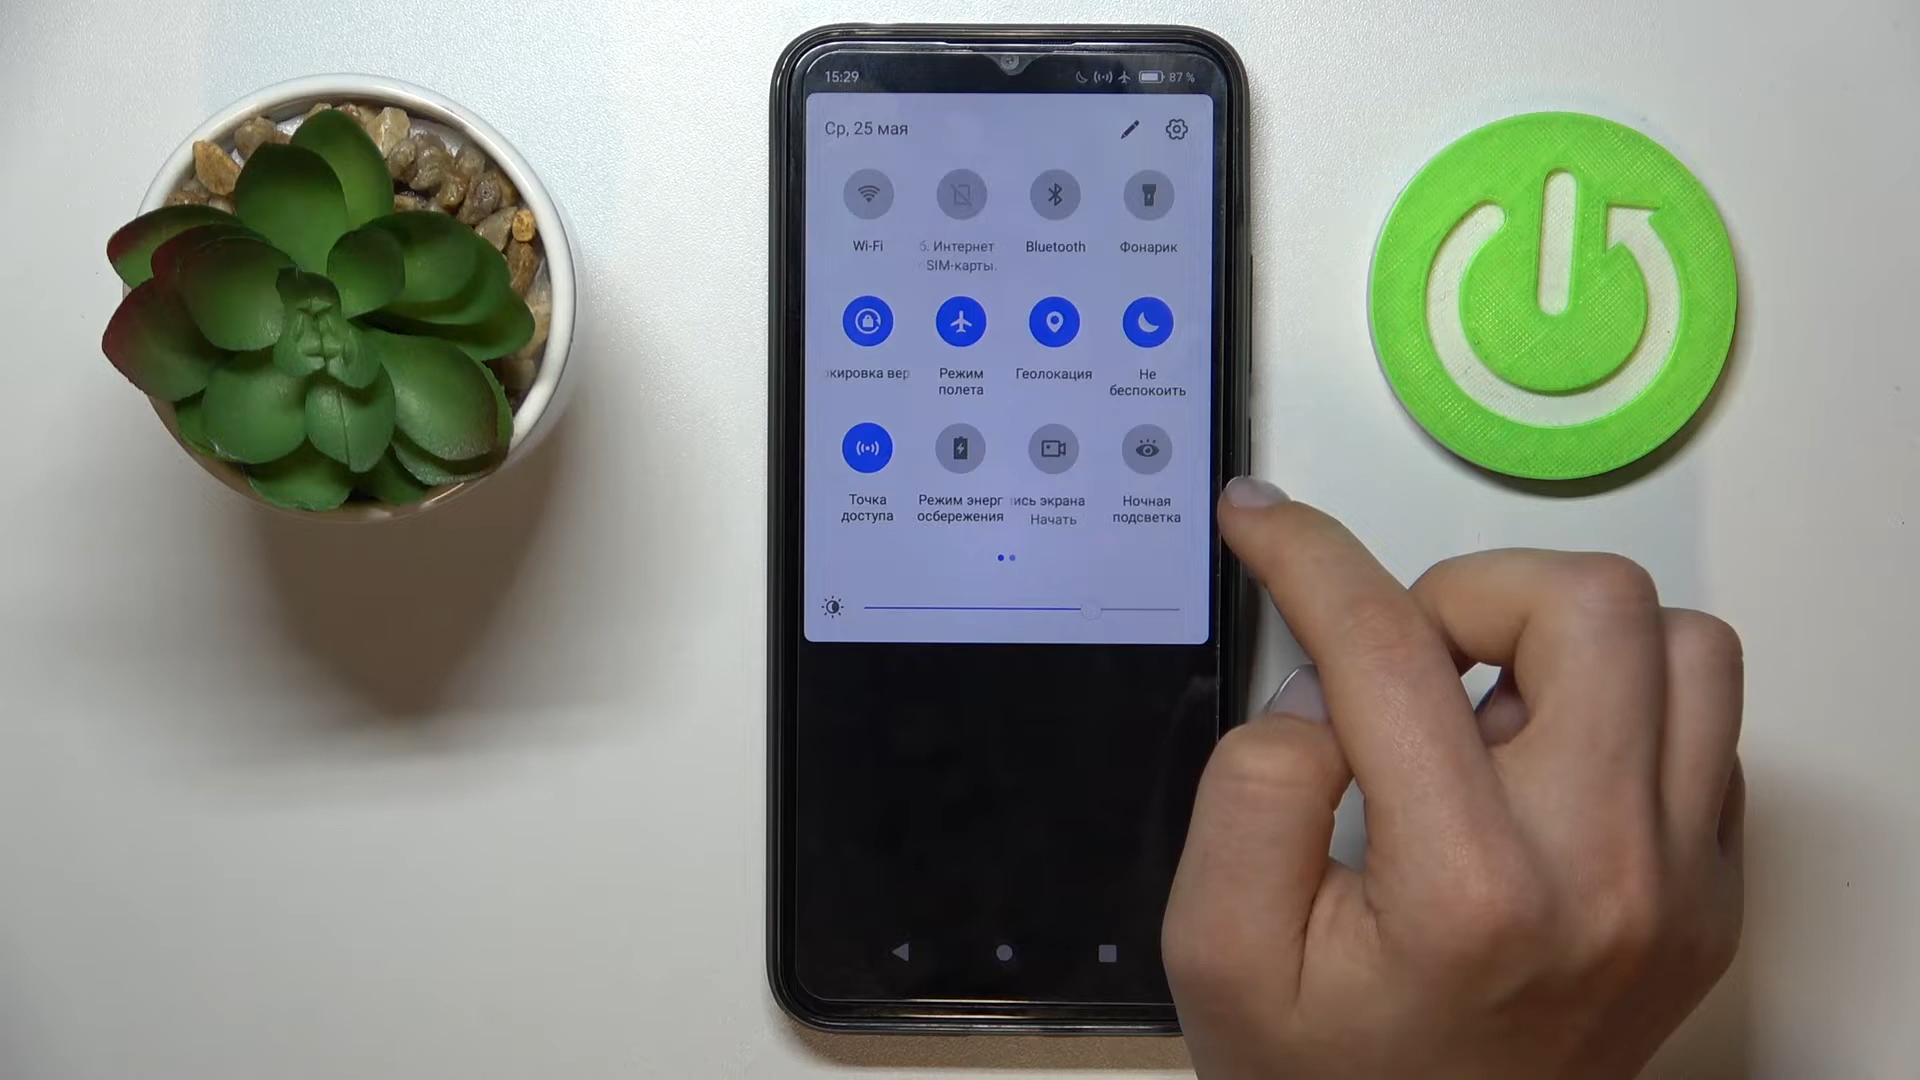 15:29
87 %
Ср, 25 мая
Wi-Fi
б. Интернет
SIM-карты.
Bluetooth
Фонарик
кировка вер
Режим
полета
Геолокация
Не
беспокоить
Точка
доступа
Режим энерг
осбережения
ись экрана
Начать
Ночная
подсветка